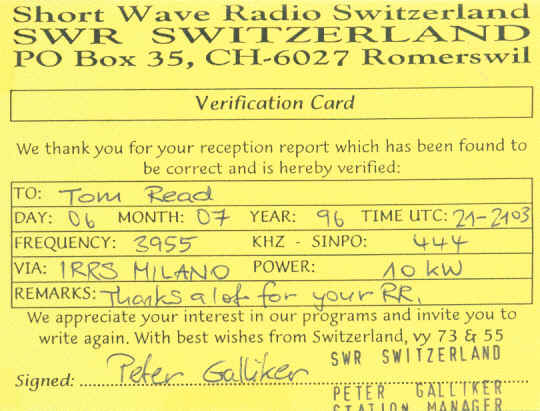 Short Wave Radio Switzerland
SWR SWITZERLAND
PO Box 35, CH-6027 Romerswil
Verification Card
We thank you for your reception report which has been found to
be correct and is hereby verified:
TO: Tom Read
DAY: 06 MONTH: 07 YEAR: 96 TIME UTC: 21-2103
FREQUENCY: 3955 KHZ - SINPO: 444
VIA: IRRS MILANO POWER: 10 kW
REMARKS: Thanks a lot for your RR.
We appreciate your interest in our programs and invite you to
write again. With best wishes from Switzerland, vy 73 & 55
SWR SWITZERLAND
Signed: Peter Galliker
PETER GALLIKER
STATION MANAGER